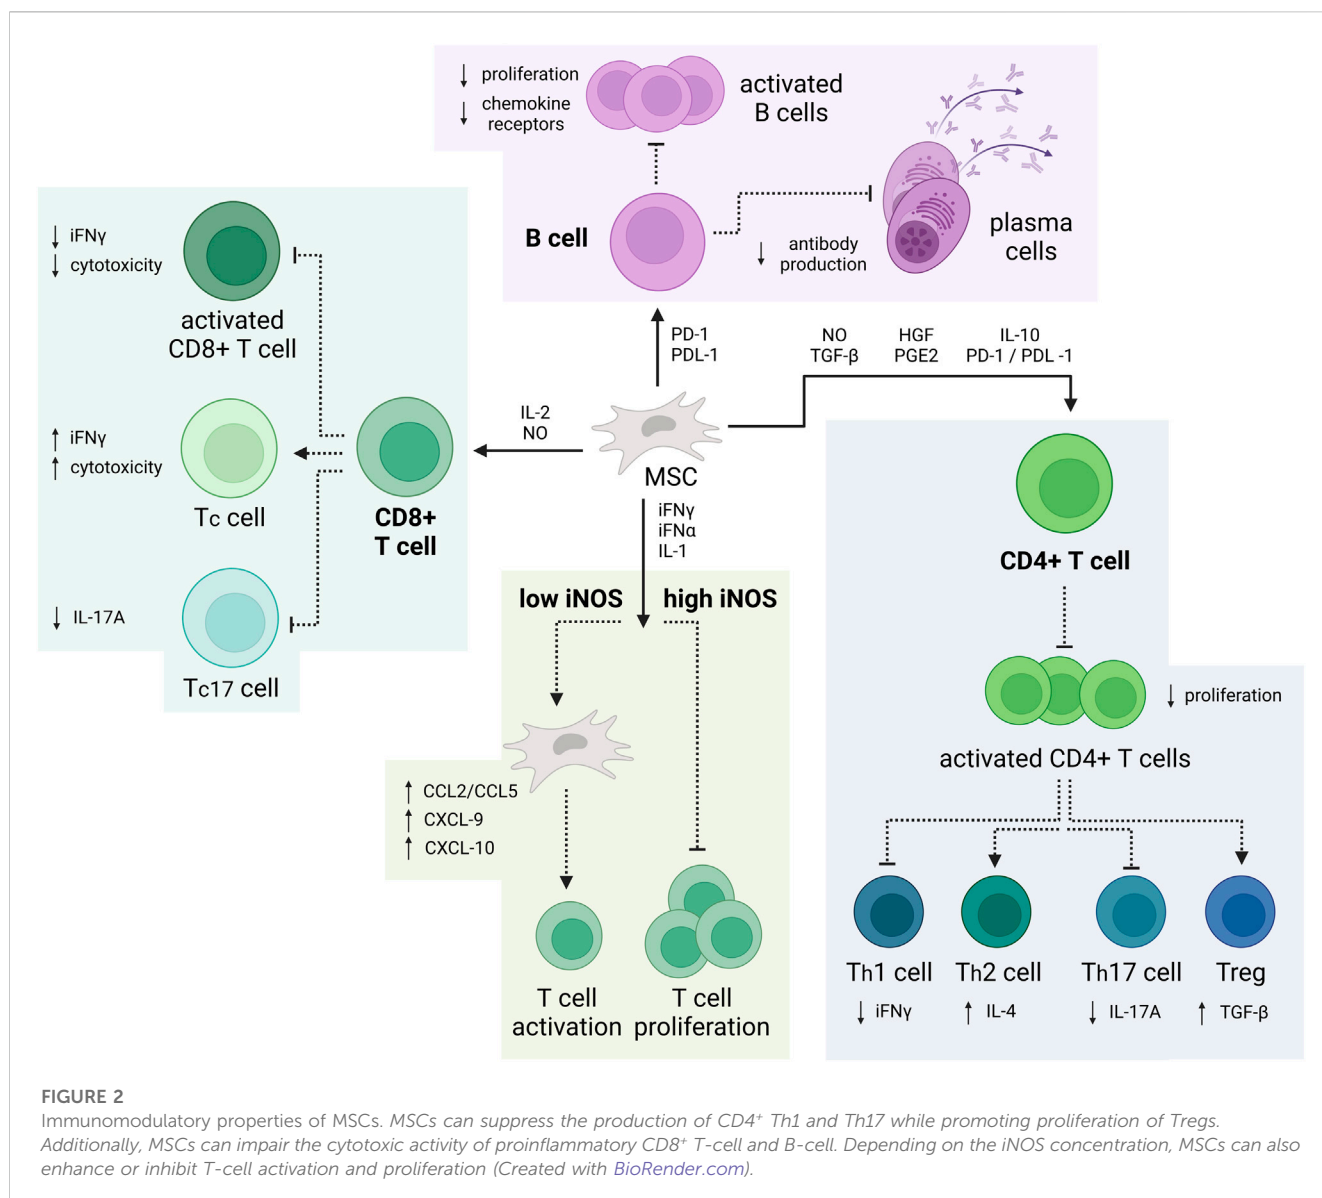 ↓ proliferation
↓ chemokine
receptors
activated
B cells
B cell
↓ antibody
production
plasma
cells
↓ iFNγ
↓ cytotoxicity
activated
CD8+ T cell
↑ iFNγ
↑ cytotoxicity
Tc cell
↓ IL-17A
Tc17 cell
CD8+
T cell
IL-2
NO
PD-1
PDL-1
MSC
NO
TGF-β
HGF
PGE2
IL-10
PD-1 / PDL -1
iFNγ
iFNα
IL-1
low iNOS
high iNOS
↑ CCL2/CCL5
↑ CXCL-9
↑ CXCL-10
T cell
activation
T cell
proliferation
CD4+ T cell
↓ proliferation
activated CD4+ T cells
Th1 cell
↓ iFNγ
Th2 cell
↑ IL-4
Th17 cell
↓ IL-17A
Treg
↑ TGF-β
FIGURE 2
Immunomodulatory properties of MSCs. MSCs can suppress the production of CD4⁺ Th1 and Th17 while promoting proliferation of Tregs.
Additionally, MSCs can impair the cytotoxic activity of proinflammatory CD8⁺ T-cell and B-cell. Depending on the iNOS concentration, MSCs can also
enhance or inhibit T-cell activation and proliferation (Created with BioRender.com).